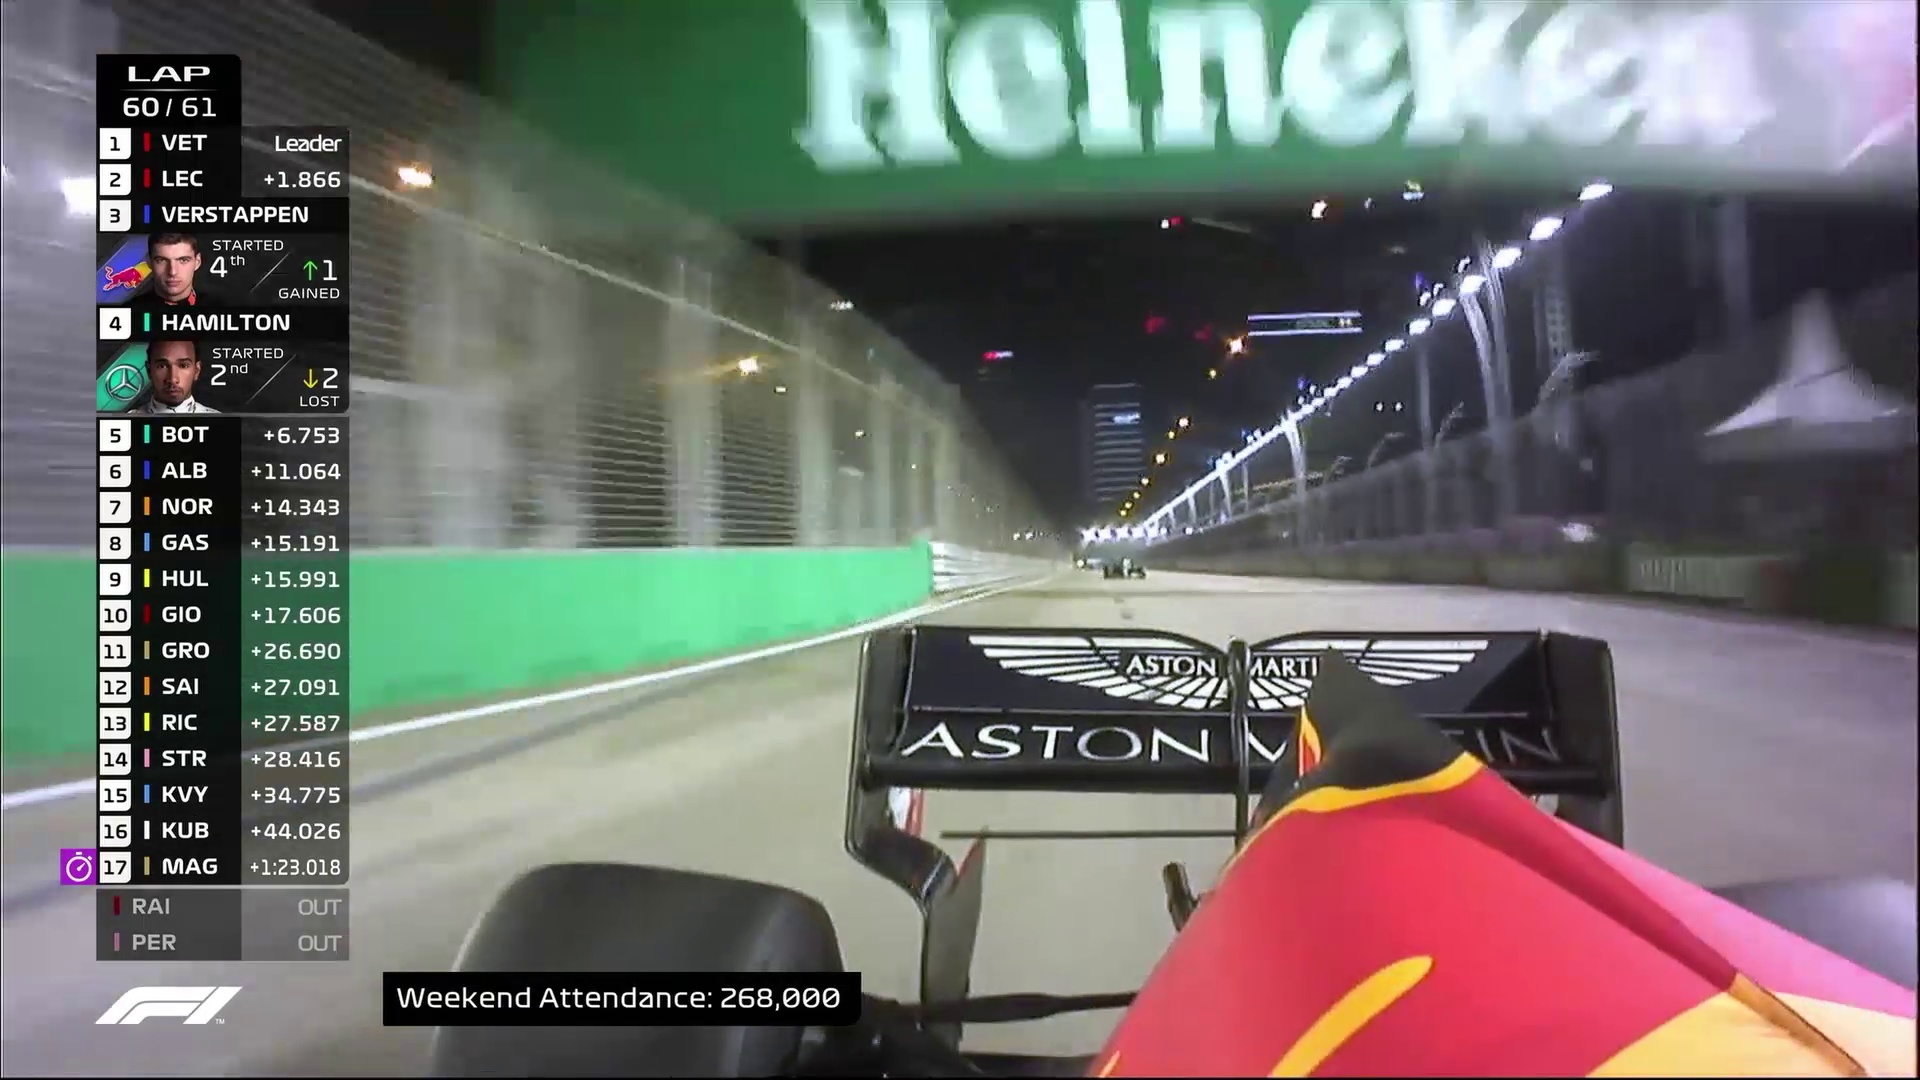 Heineken
LAP
60 / 61
1 VET Leader
2 LEC +1.866
3 VERSTAPPEN
STARTED
4th ↑1
GAINED
4 HAMILTON
STARTED
2nd ↓2
LOST
5 BOT +6.753
6 ALB +11.064
7 NOR +14.343
8 GAS +15.191
9 HUL +15.991
10 GIO +17.606
11 GRO +26.690
12 SAI +27.091
13 RIC +27.587
14 STR +28.416
15 KVY +34.775
16 KUB +44.026
17 MAG +1:23.018
RAI OUT
PER OUT
ASTON MARTI
ASTON M TIN
F1 ™
Weekend Attendance: 268,000